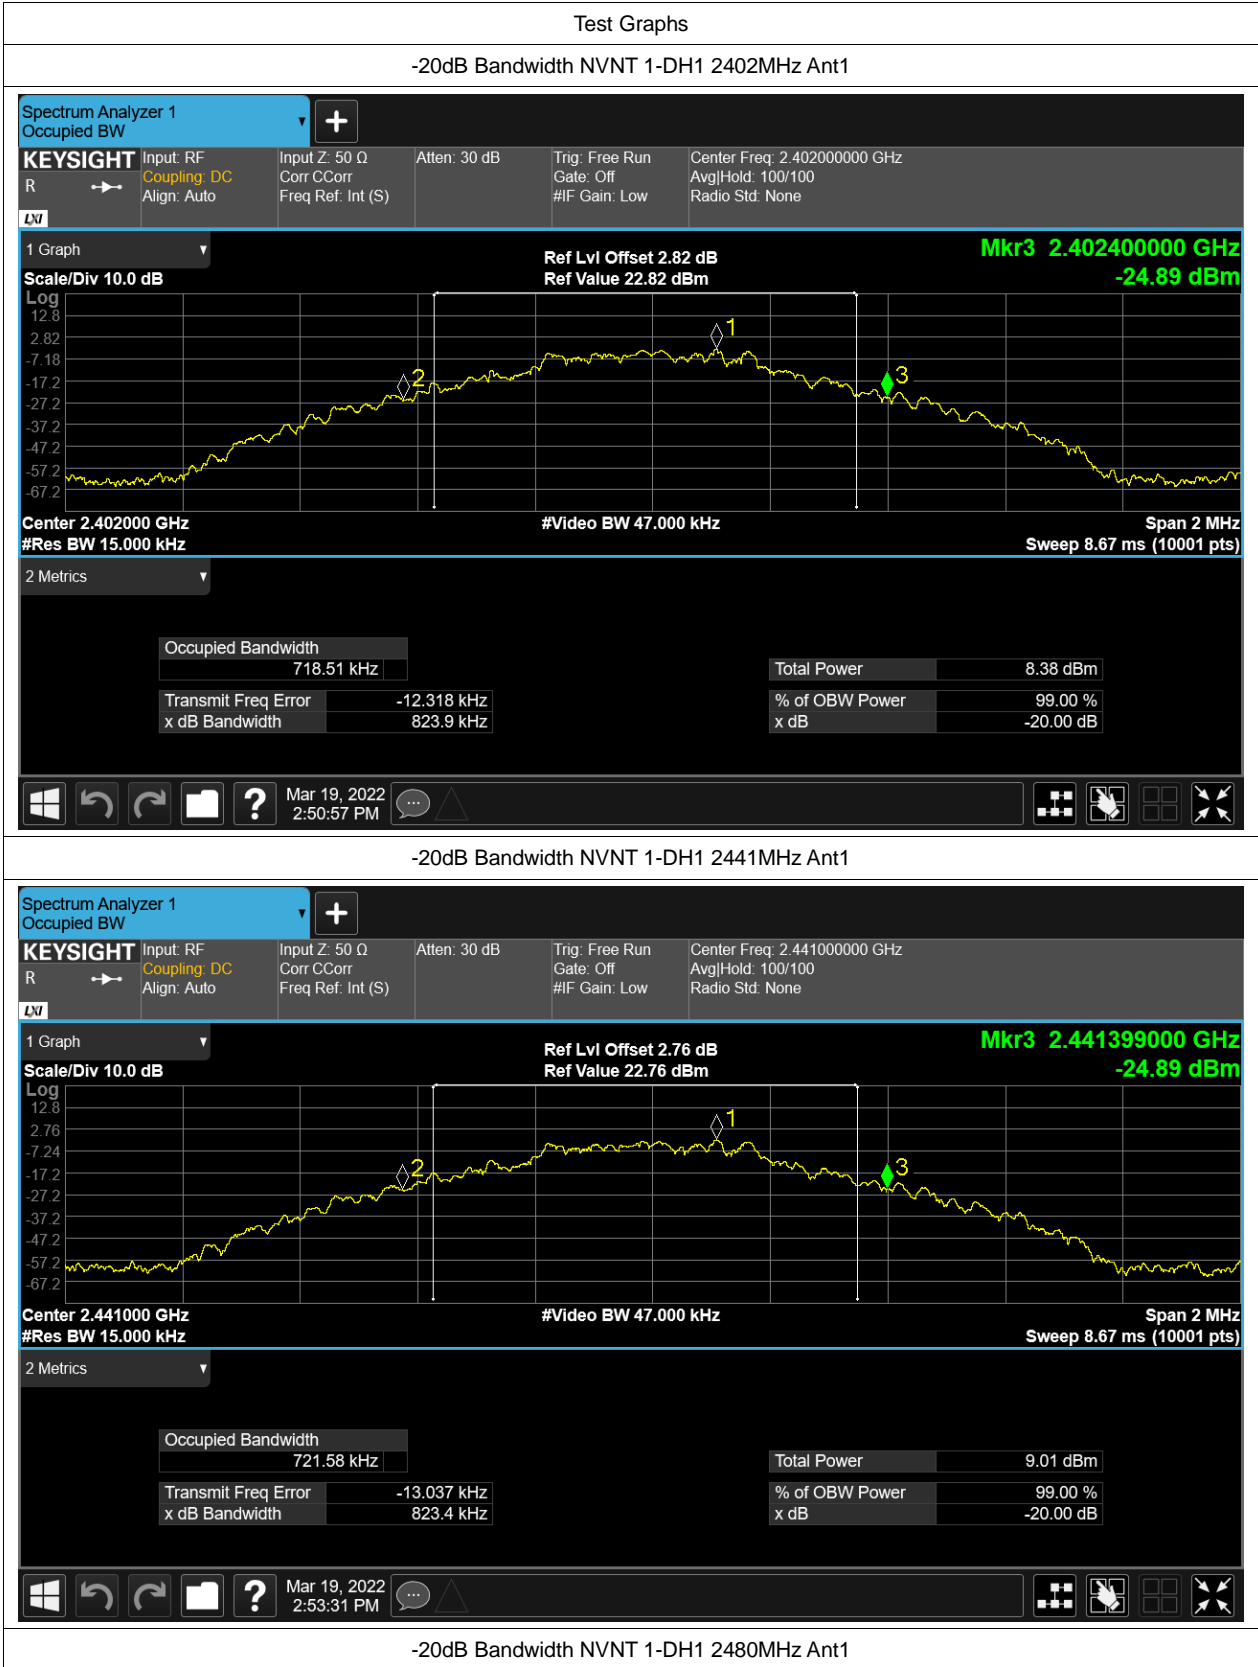 Test Graphs
-20dB Bandwidth NVNT 1-DH1 2402MHz Ant1
Spectrum Analyzer 1
Occupied BW
KEYSIGHT Input: RF Input Z: 50 Ω Atten: 30 dB Trig: Free Run Center Freq: 2.402000000 GHz
R Coupling: DC Corr CCorr Gate: Off Avg|Hold: 100/100
Align: Auto Freq Ref: Int (S) #IF Gain: Low Radio Std: None
LXI
1 Graph Ref Lvl Offset 2.82 dB Mkr3 2.402400000 GHz
Scale/Div 10.0 dB Ref Value 22.82 dBm -24.89 dBm
Log
12.8
2.82
-7.18
-17.2
-27.2
-37.2
-47.2
-57.2
-67.2
1
2
3
Center 2.402000 GHz #Video BW 47.000 kHz Span 2 MHz
#Res BW 15.000 kHz Sweep 8.67 ms (10001 pts)
2 Metrics
Occupied Bandwidth
718.51 kHz Total Power 8.38 dBm
Transmit Freq Error -12.318 kHz % of OBW Power 99.00 %
x dB Bandwidth 823.9 kHz x dB -20.00 dB
Mar 19, 2022
2:50:57 PM
-20dB Bandwidth NVNT 1-DH1 2441MHz Ant1
Spectrum Analyzer 1
Occupied BW
KEYSIGHT Input: RF Input Z: 50 Ω Atten: 30 dB Trig: Free Run Center Freq: 2.441000000 GHz
R Coupling: DC Corr CCorr Gate: Off Avg|Hold: 100/100
Align: Auto Freq Ref: Int (S) #IF Gain: Low Radio Std: None
LXI
1 Graph Ref Lvl Offset 2.76 dB Mkr3 2.441399000 GHz
Scale/Div 10.0 dB Ref Value 22.76 dBm -24.89 dBm
Log
12.8
2.76
-7.24
-17.2
-27.2
-37.2
-47.2
-57.2
-67.2
1
2
3
Center 2.441000 GHz #Video BW 47.000 kHz Span 2 MHz
#Res BW 15.000 kHz Sweep 8.67 ms (10001 pts)
2 Metrics
Occupied Bandwidth
721.58 kHz Total Power 9.01 dBm
Transmit Freq Error -13.037 kHz % of OBW Power 99.00 %
x dB Bandwidth 823.4 kHz x dB -20.00 dB
Mar 19, 2022
2:53:31 PM
-20dB Bandwidth NVNT 1-DH1 2480MHz Ant1